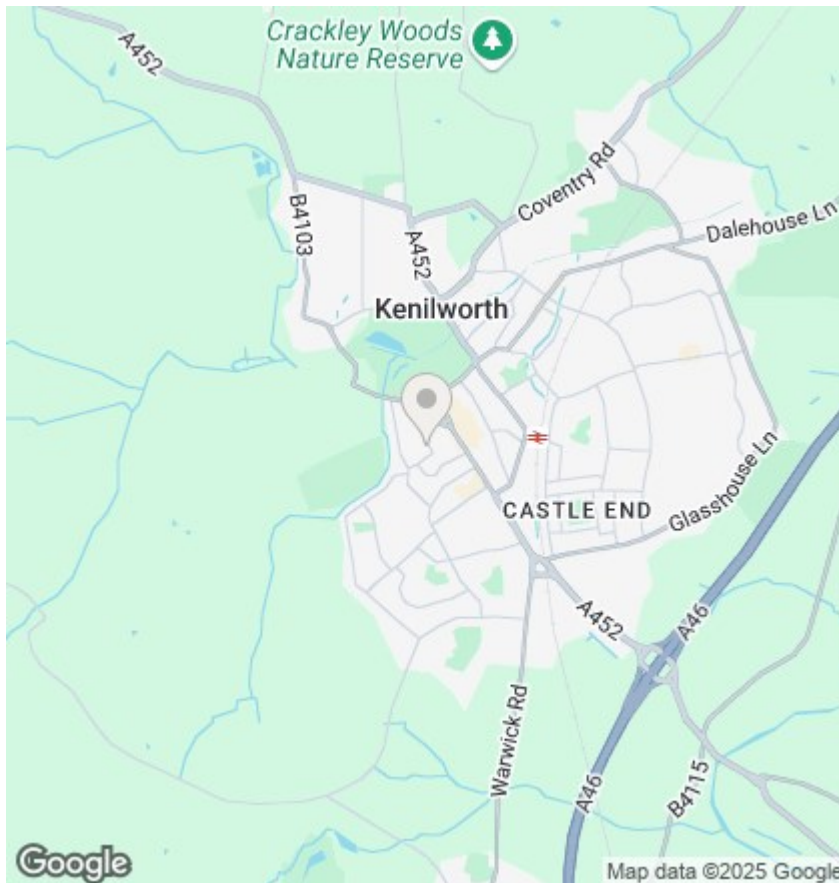 Crackley Woods
Nature Reserve
A452
Coventry Rd
B4103
A452
Dalehouse Ln
Kenilworth
Glasshouse Ln
CASTLE END
A452
A46
Warwick Rd
A46
B4115
Google
Map data ©2025 Google